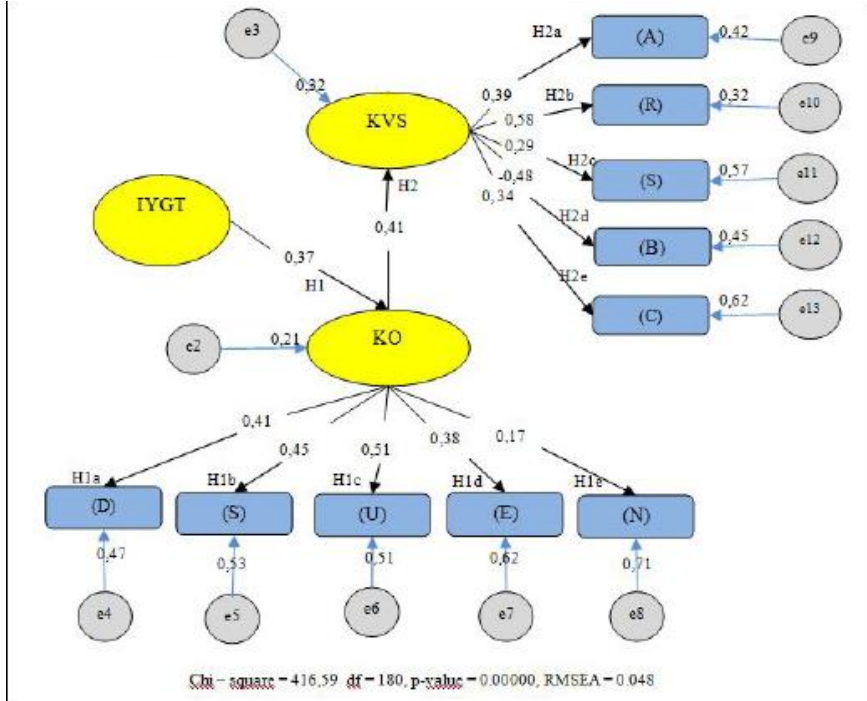 e3
H2a
(A)
0,42
e9
0,32
0,39
KVS
H2b
(R)
0,32
e10
0,58
0,29
H2c
(S)
0,57
e11
-0,48
H2
0,34
IYGT
H2d
(B)
0,45
e12
0,41
0,37
H2e
H1
(C)
0,62
e13
KO
e2
0,21
0,41
0,45
0,51
0,38
0,17
H1a
H1b
H1c
H1d
H1e
(D)
(S)
(U)
(E)
(N)
0,47
0,53
0,51
0,62
0,71
e4
e5
e6
e7
e8
Chi – square = 416,59 df = 180, p-value = 0.00000, RMSEA = 0.048